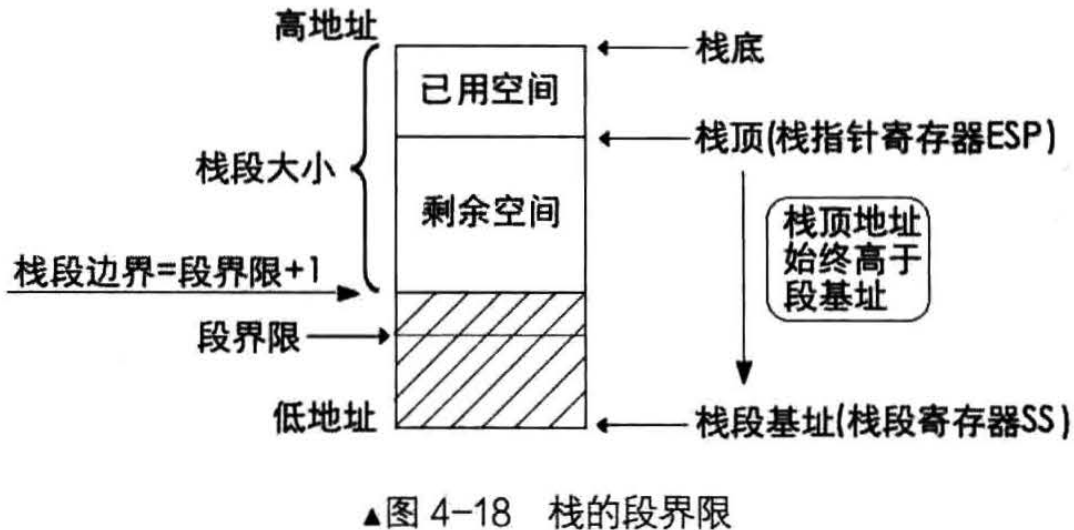 高地址
栈底
已用空间
栈顶(栈指针寄存器ESP)
栈段大小
剩余空间
栈顶地址
始终高于
段基址
栈段边界=段界限+1
段界限
低地址
栈段基址(栈段寄存器SS)
▲图 4-18 栈的段界限